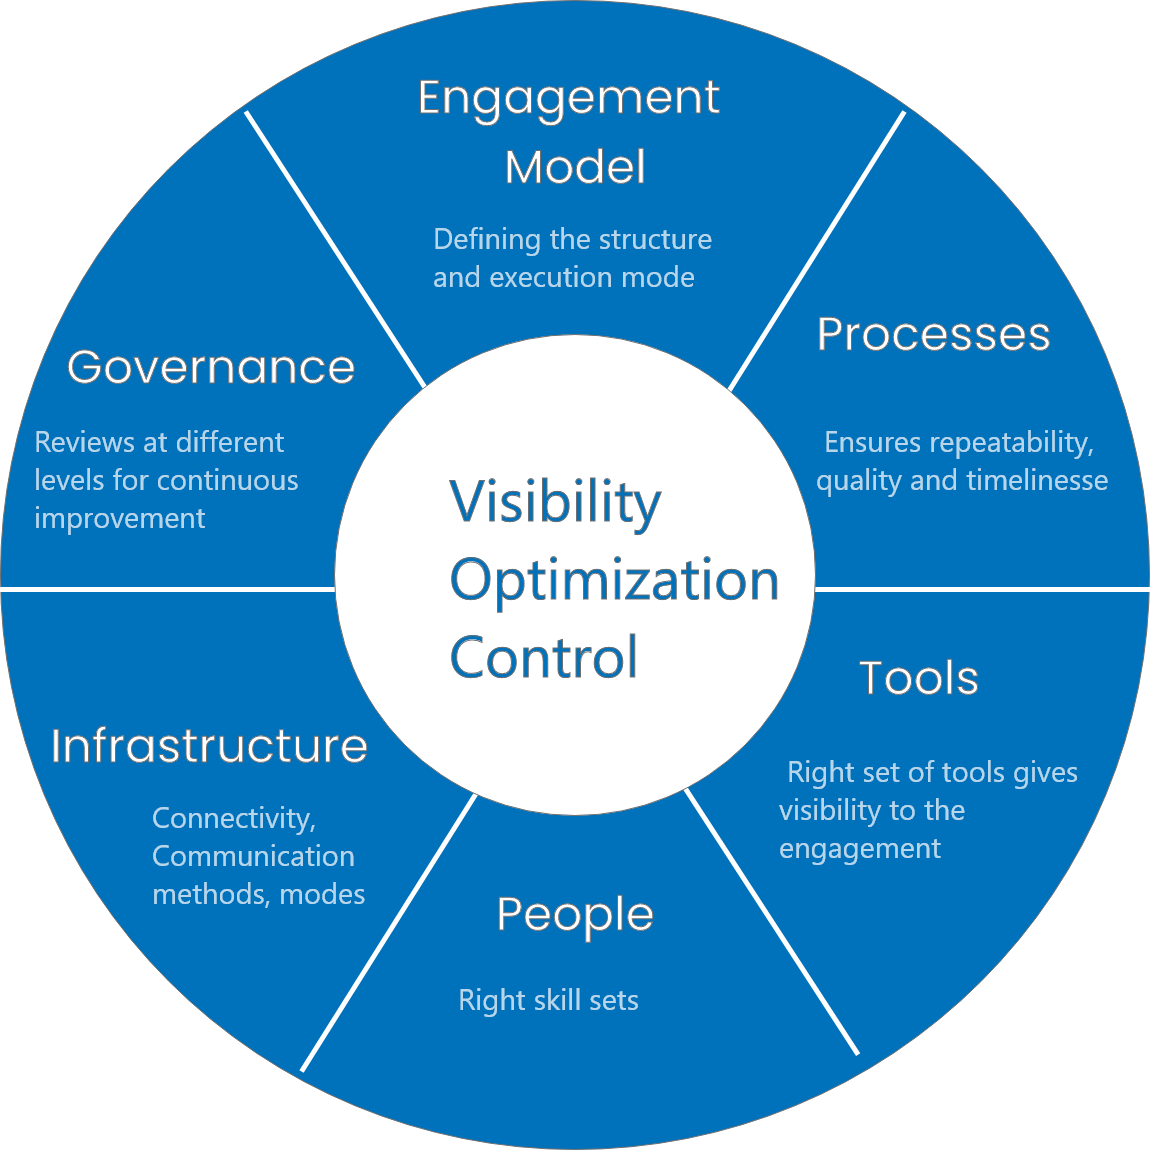 Engagement
Model
Defining the structure
and execution mode
Processes
Ensures repeatability,
quality and timelinesse
Tools
Right set of tools gives
visibility to the
engagement
People
Right skill sets
Infrastructure
Connectivity,
Communication
methods, modes
Governance
Reviews at different
levels for continuous
improvement
Visibility
Optimization
Control